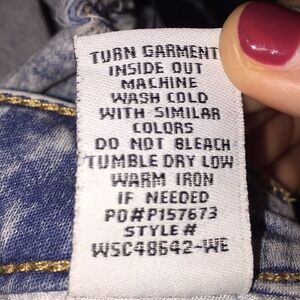 TURN GARMENT
INSIDE OUT
MACHINE
WASH COLD
WITH SIMILAR
COLORS
DO NOT BLEACH
TUMBLE DRY LOW
WARM IRON
IF NEEDED
PO#P157673
STYLE #
WSC48642-WE